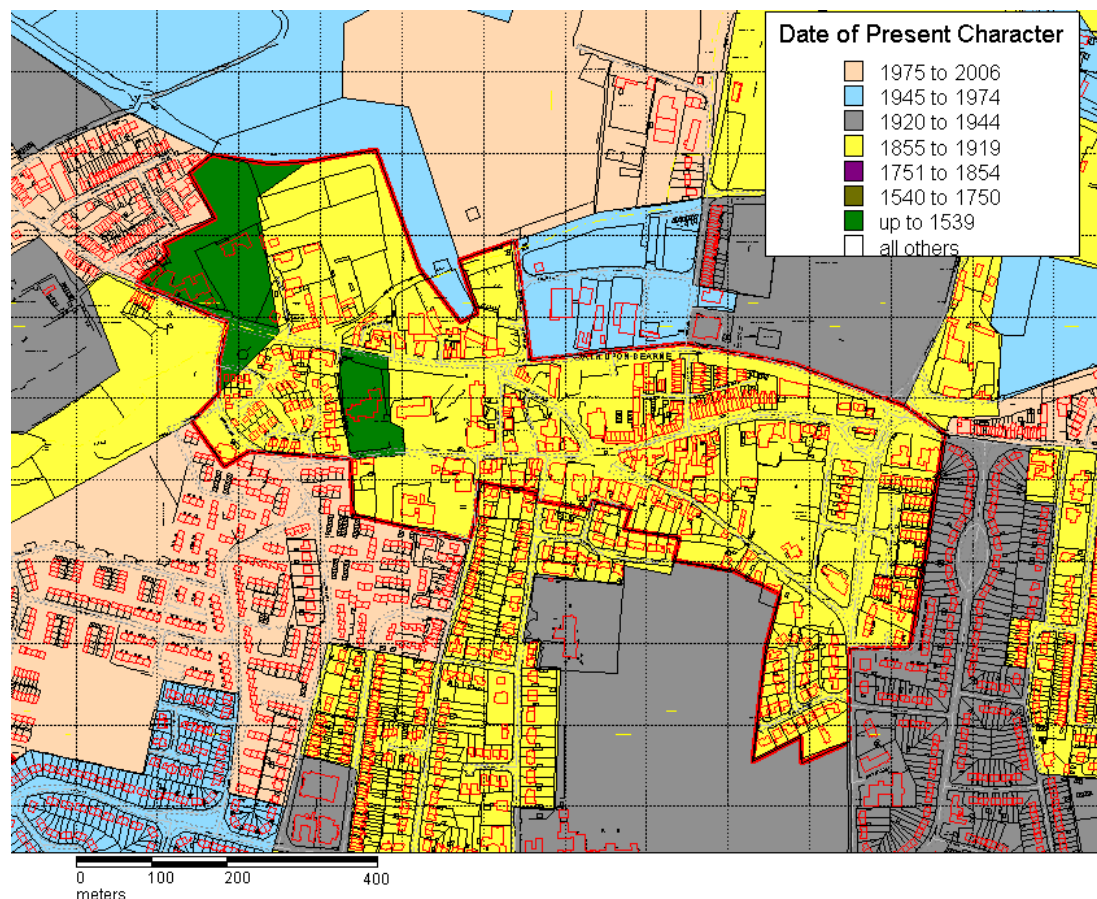 Date of Present Character
1975 to 2006
1945 to 1974
1920 to 1944
1855 to 1919
1751 to 1854
1540 to 1750
up to 1539
all others
0 100 200 400
meters